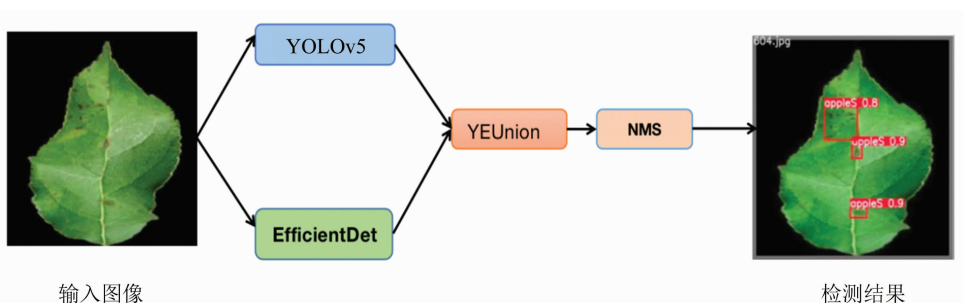 YOLOv5
EfficientDet
YEUnion
NMS
604.jpg
appleS 0.8
appleS 0.9
appleS 0.9
输入图像
检测结果